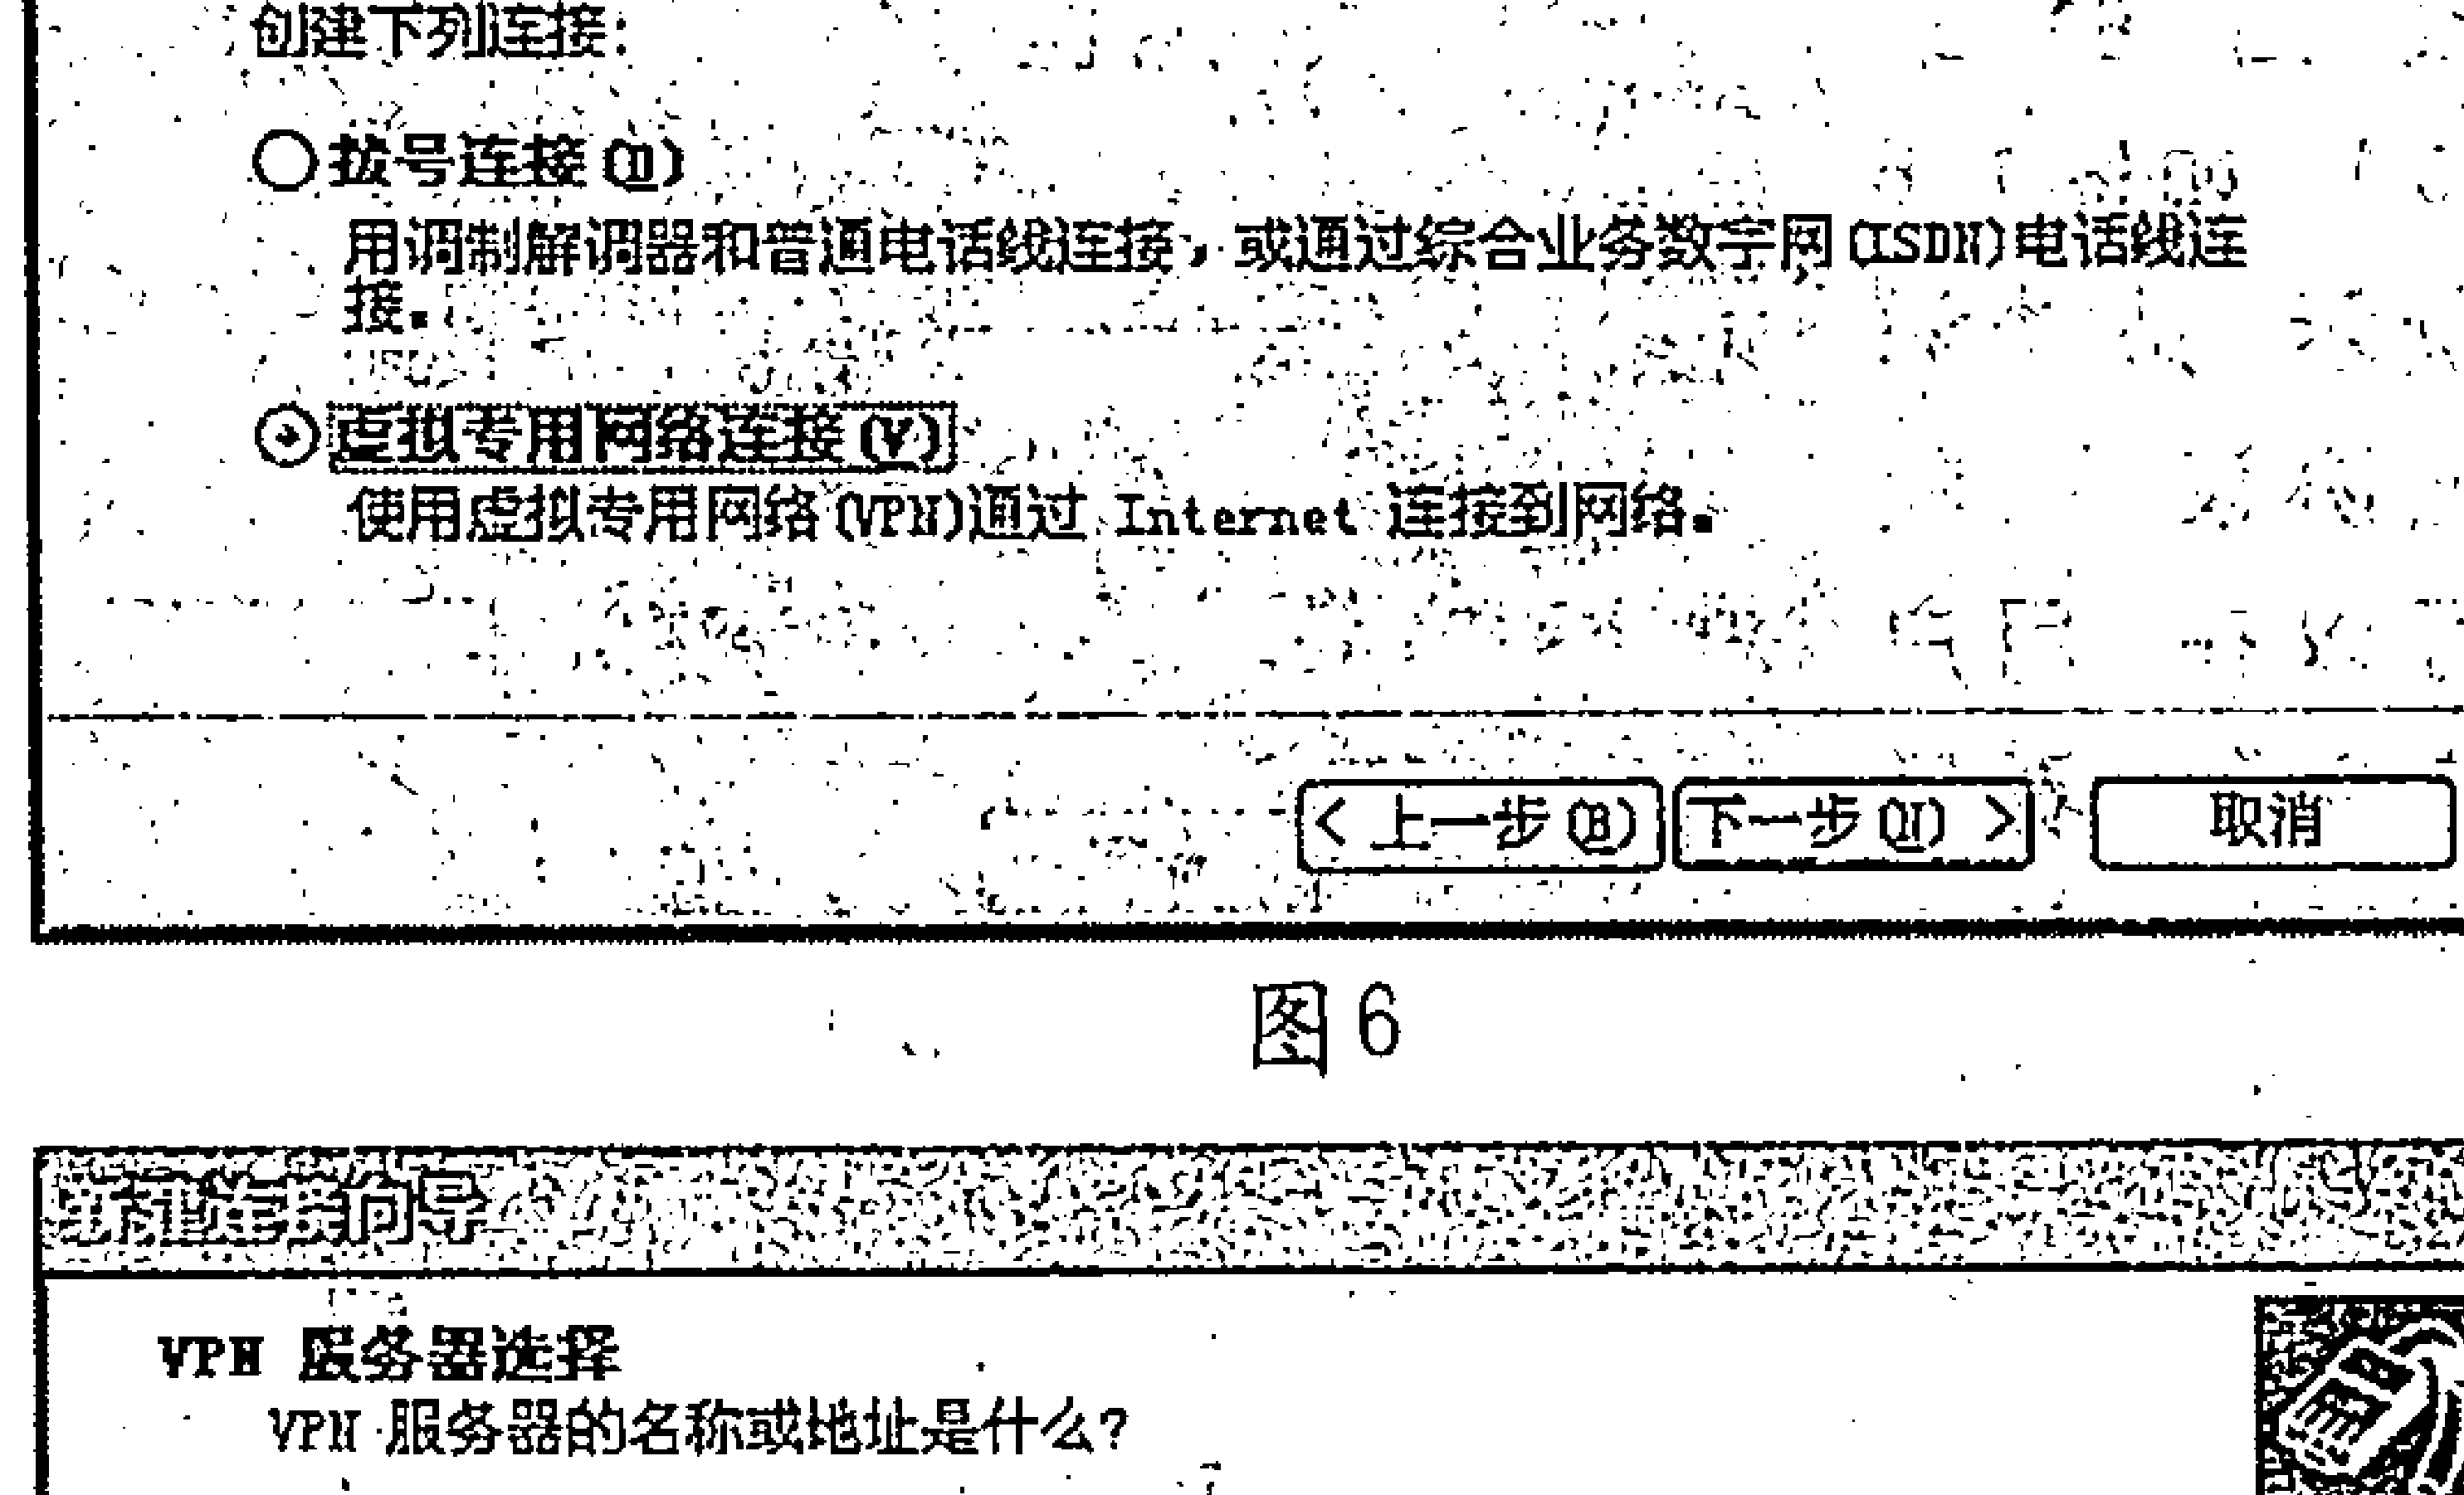 创建下列连接:
拨号连接(D)
用调制解调器和普通电话线连接，或通过综合业务数字网(ISDN)电话线连
接。
虚拟专用网络连接(V)
使用虚拟专用网络(VPN)通过 Internet 连接到网络。
< 上一步(B) 下一步(N) > 取消
图6
新建连接向导
VPN 服务器选择
VPN 服务器的名称或地址是什么?